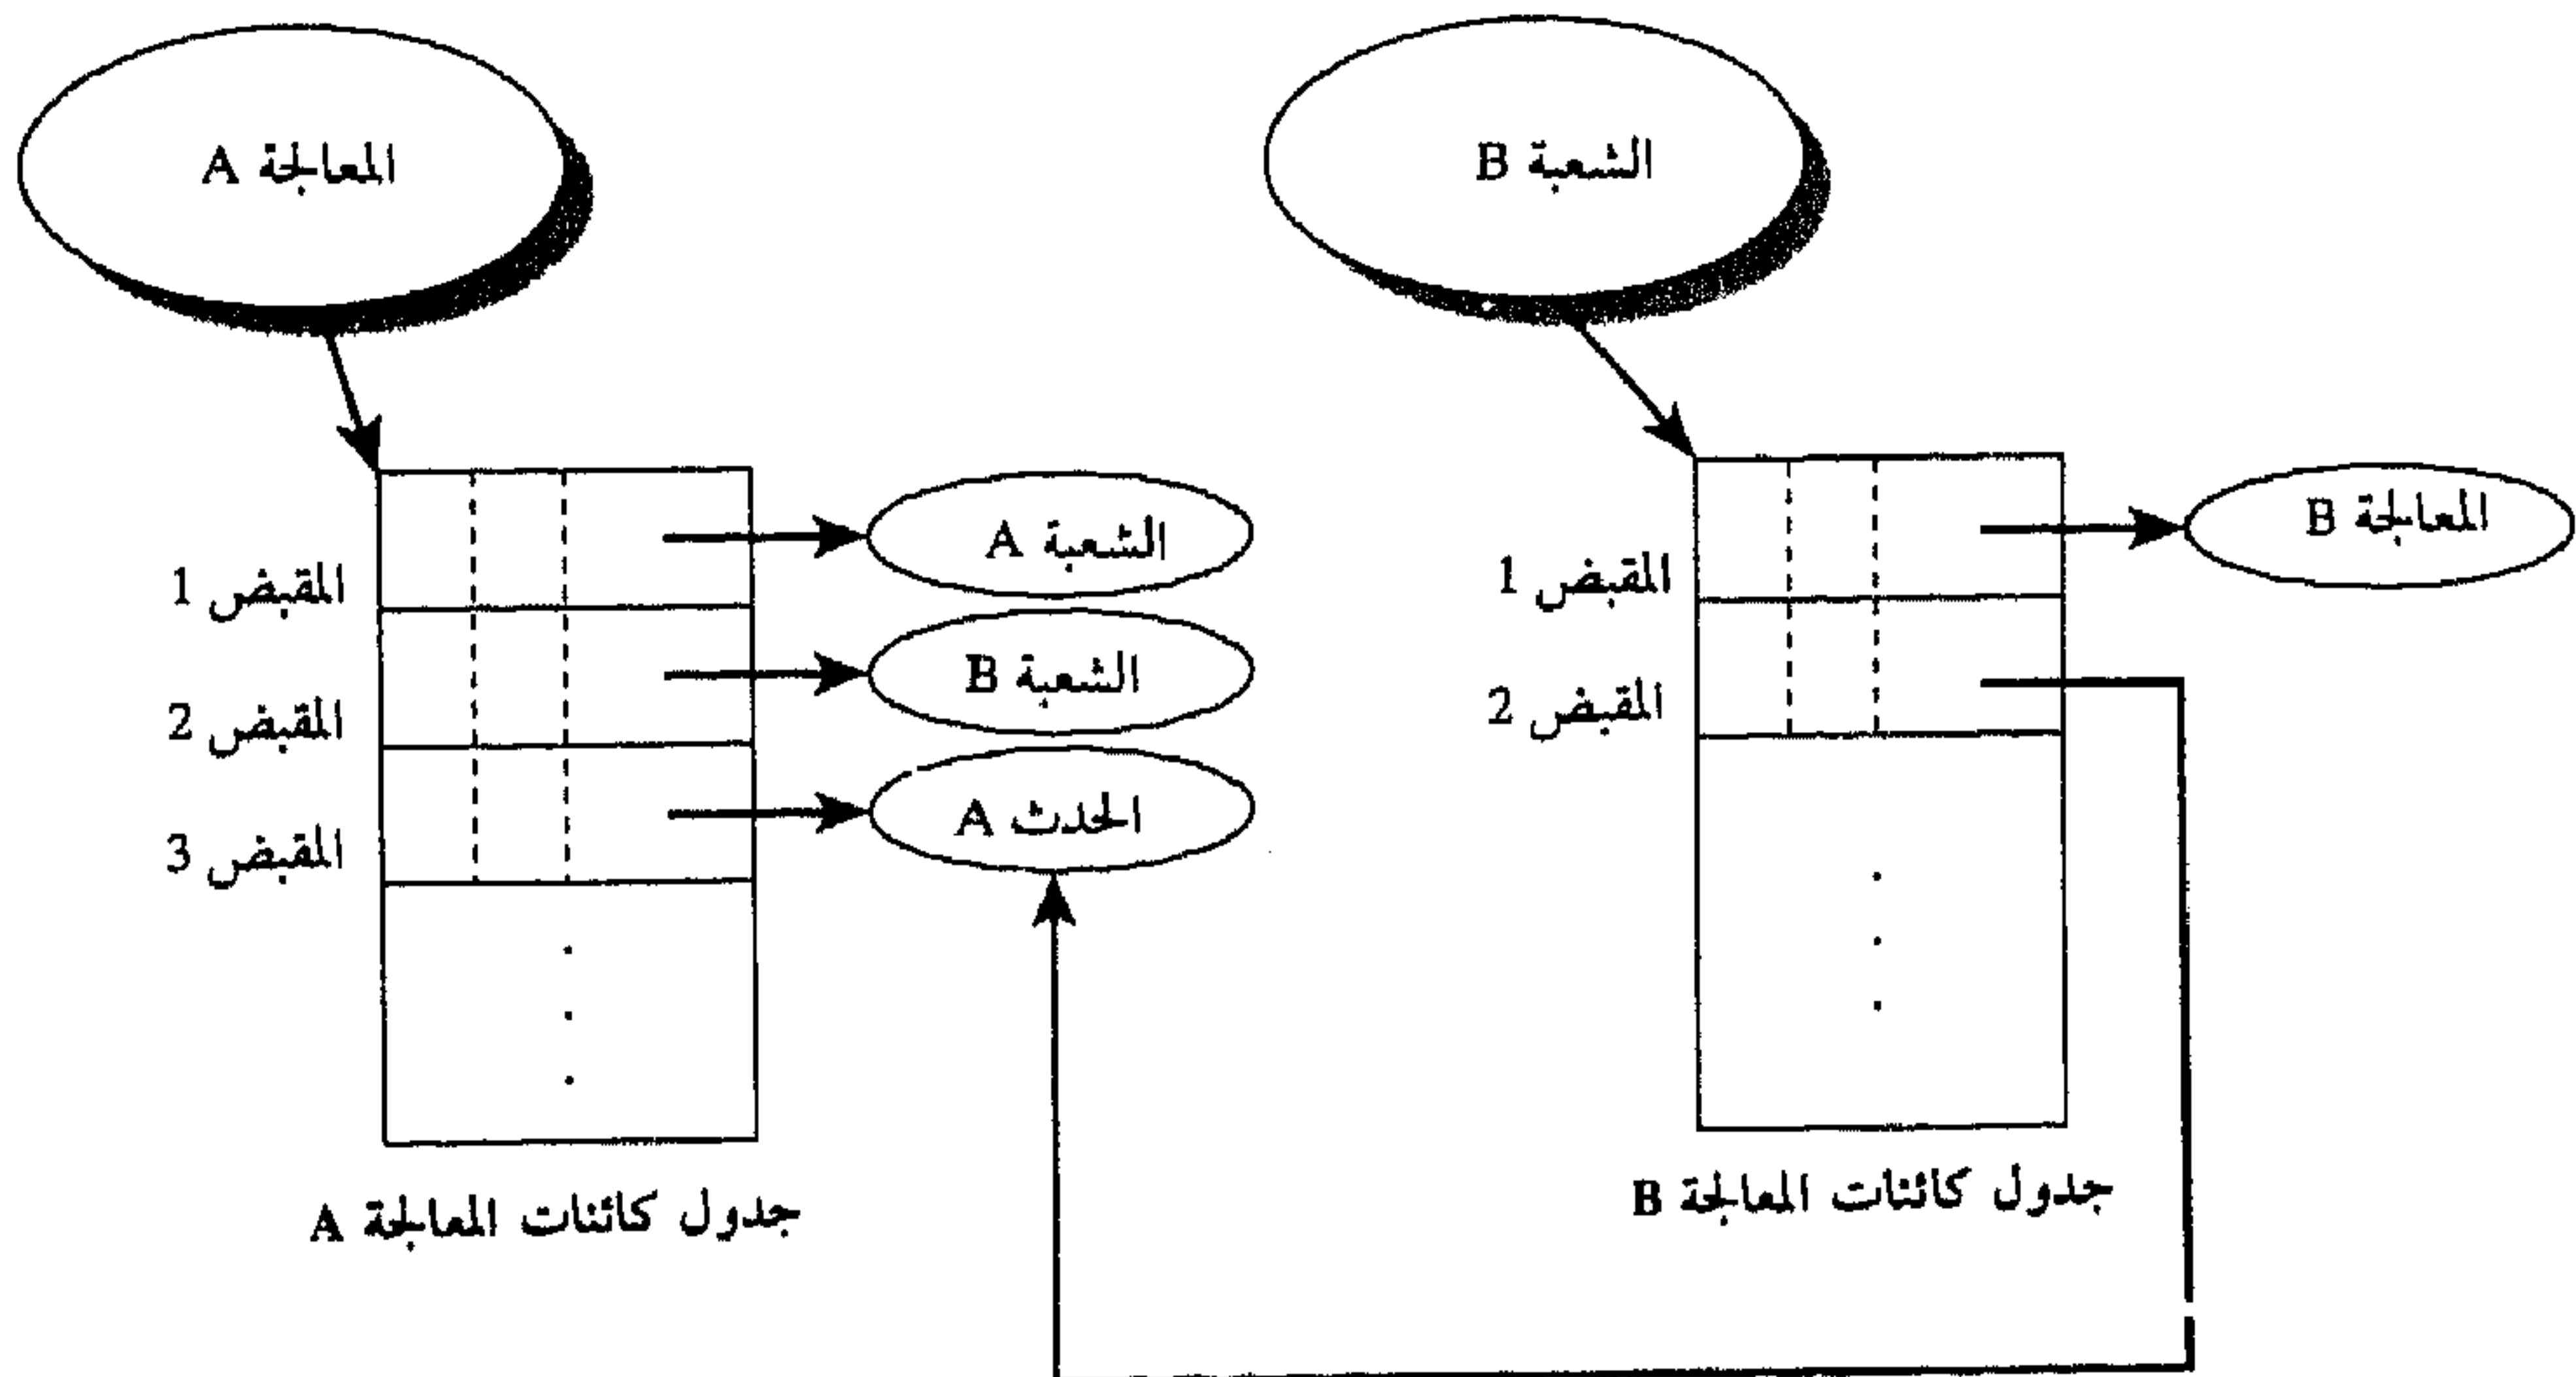 المعالجة A
الشعبة B
الشعبة A
المقبض 1
الشعبة B
المقبض 2
الحدث A
المقبض 3
جدول كائنات المعالجة A
المعالجة B
المقبض 1
المقبض 2
جدول كائنات المعالجة B